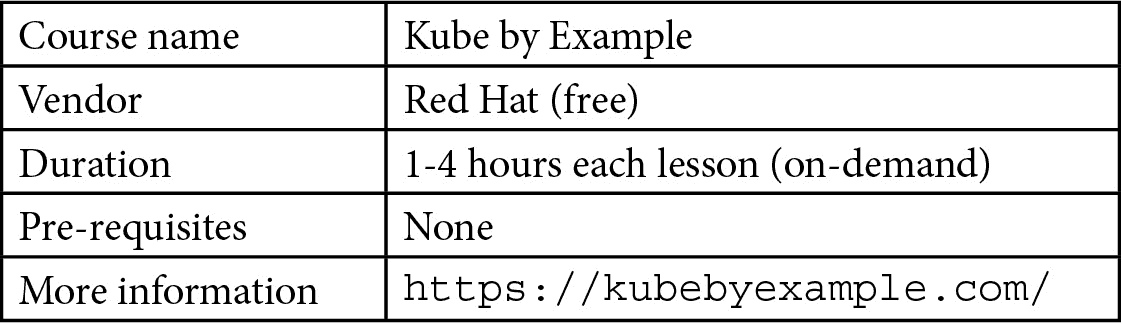 Course name Kube by Example
Vendor Red Hat (free)
Duration 1-4 hours each lesson (on-demand)
Pre-requisites None
More information https://kubebyexample.com/